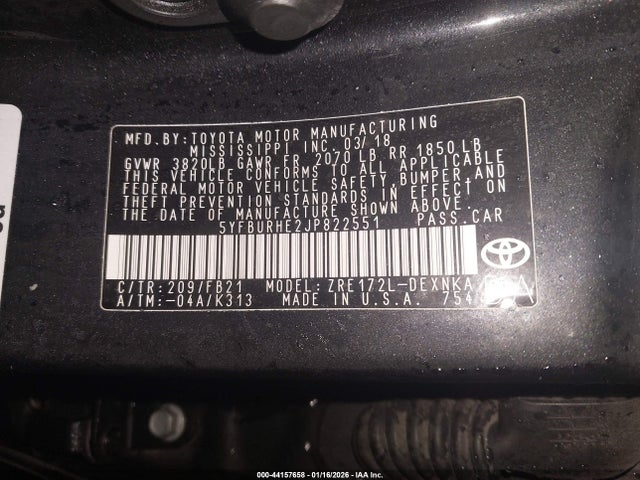 MFD.BY:TOYOTA MOTOR MANUFACTURING
MISSISSIPPI INC. 03/18
GVWR 3820LB GAWR FR 2070 LB RR 1850 LB
THIS VEHICLE CONFORMS TO ALL APPLICABLE
FEDERAL MOTOR VEHICLE SAFETY, BUMPER AND
THEFT PREVENTION STANDARDS IN EFFECT ON
THE DATE OF MANUFACTURE SHOWN ABOVE.
5YFBURHE2JP822551 PASS.CAR
C/TR:209/FB21 MODEL:ZRE172L-DEXNKA
A/TM:-04A/K313 MADE IN U.S.A.
000-44157658 - 01/16/2026 - IAA Inc.